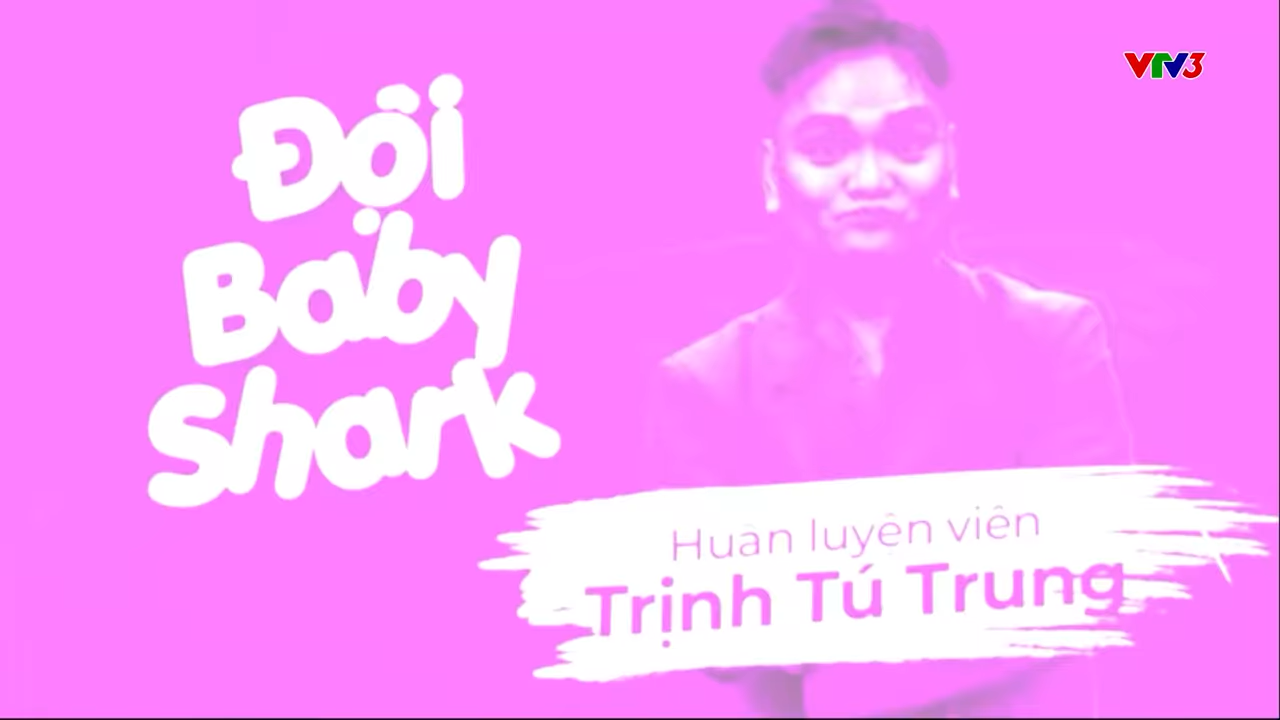 VTV3
Đội
Baby
Shark
Huấn luyện viên
Trịnh Tú Trung